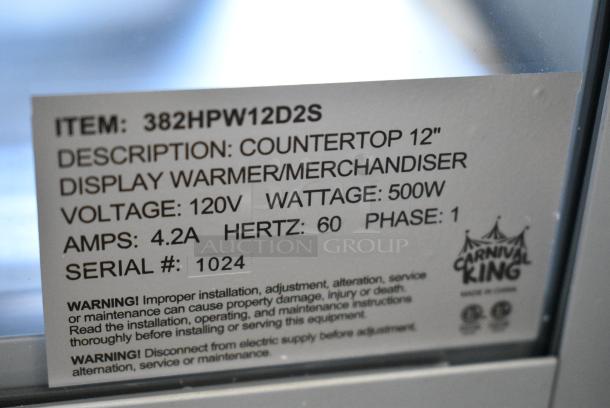 ITEM: 382HPW12D2S
DESCRIPTION: COUNTERTOP 12"
DISPLAY WARMER/MERCHANDISER
VOLTAGE: 120V WATTAGE: 500W
AMPS: 4.2A HERTZ: 60 PHASE: 1
AUCTION GROUP
SERIAL #: 1024
CARNIVAL
KING
MADE IN CHINA
WARNING! Improper installation, adjustment, alteration, service
or maintenance can cause property damage, injury or death.
Read the installation, operating, and maintenance instructions
thoroughly before installing or serving this equipment.
WARNING! Disconnect from electric supply before adjustment,
alternation, service or maintenance.